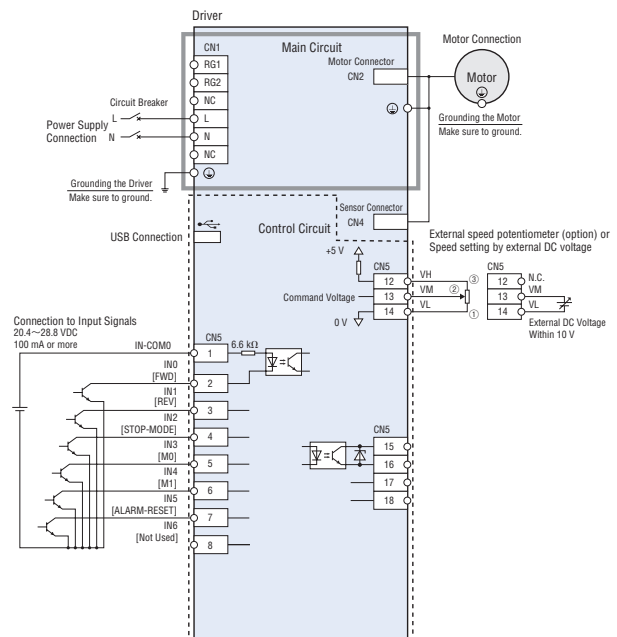 Driver
CN1
Main Circuit
Motor Connection
RG1
Motor Connector
CN2
RG2
Motor
NC
Circuit Breaker
Power Supply
Connection
L
L
N
N
Grounding the Motor
Make sure to ground.
NC
Grounding the Driver
Make sure to ground.
Sensor Connector
CN4
USB Connection
Control Circuit
External speed potentiometer (option) or
Speed setting by external DC voltage
+5 V
CN5
CN5
12
VH
③
12
N.C.
Command Voltage
13
VM
②
13
VM
14
VL
①
14
VL
0 V
External DC Voltage
Within 10 V
Connection to Input Signals
20.4～28.8 VDC
100 mA or more
IN-COM0
CN5
1
6.6 kΩ
IN0
[FWD]
2
IN1
[REV]
3
IN2
[STOP-MODE]
4
IN3
[M0]
5
IN4
[M1]
6
IN5
[ALARM-RESET]
7
IN6
[Not Used]
8
CN5
15
16
17
18